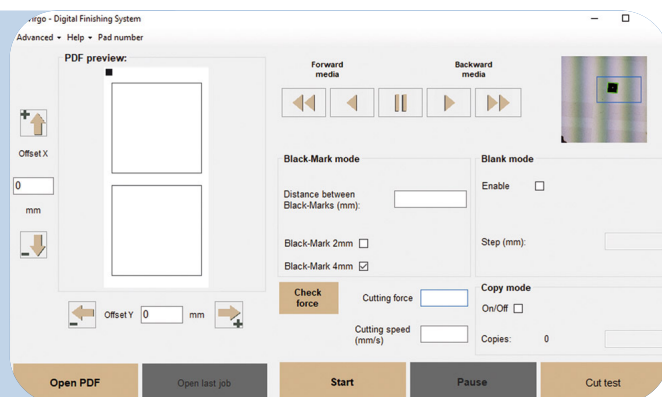 Virgo - Digital Finishing System
Advanced Help Pad number
PDF preview:
Offset X
0
mm
Offset Y 0 mm
Forward media
Backward media
Black-Mark mode
Distance between
Black-Marks (mm):
Black-Mark 2mm
Black-Mark 4mm
Blank mode
Enable
Step (mm):
Check
force
Cutting force
Cutting speed
(mm/s)
Copy mode
On/Off
Copies: 0
Open PDF
Open last job
Start
Pause
Cut test